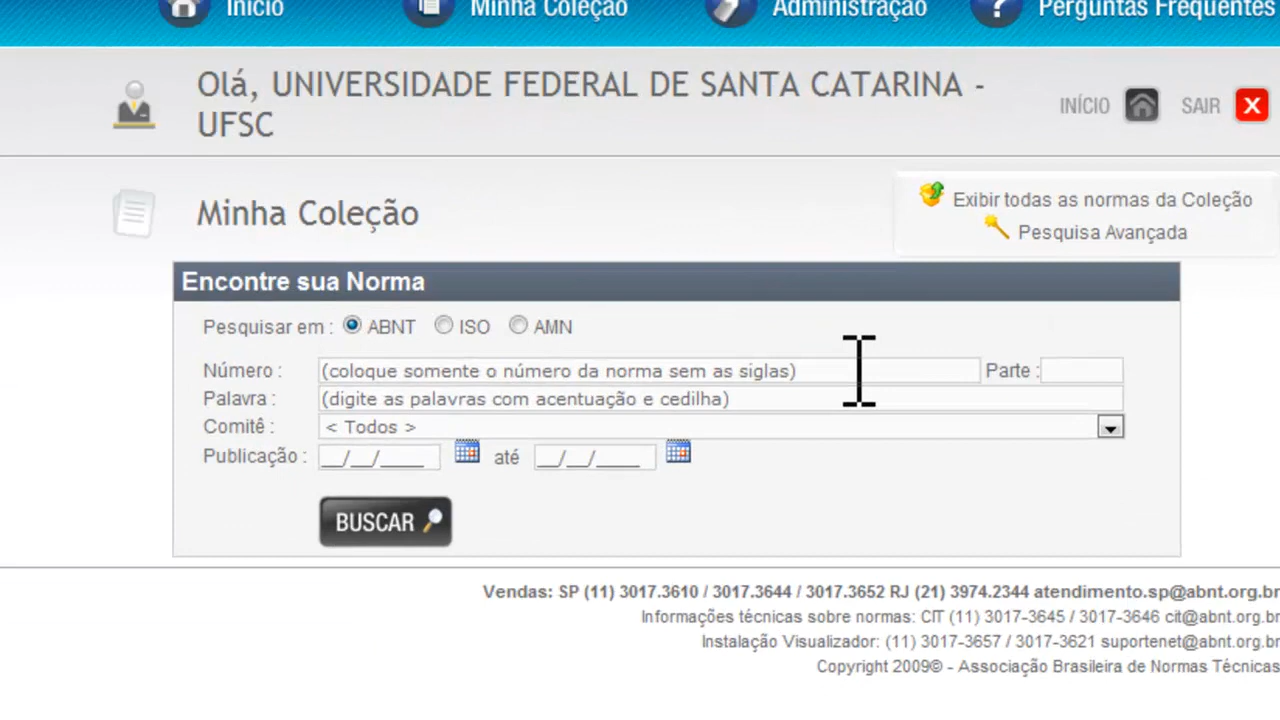 Início Minha Coleção Administração Perguntas Frequentes
Olá, UNIVERSIDADE FEDERAL DE SANTA CATARINA -
UFSC
INÍCIO SAIR X
Minha Coleção
Exibir todas as normas da Coleção
Pesquisa Avançada
Encontre sua Norma
Pesquisar em : ABNT ISO AMN
Número : (coloque somente o número da norma sem as siglas) Parte :
Palavra : (digite as palavras com acentuação e cedilha)
Comitê : < Todos >
Publicação : __/__/____ até __/__/____
BUSCAR
Vendas: SP (11) 3017.3610 / 3017.3644 / 3017.3652 RJ (21) 3974.2344 atendimento.sp@abnt.org.br
Informações técnicas sobre normas: CIT (11) 3017-3645 / 3017-3646 cit@abnt.org.br
Instalação Visualizador: (11) 3017-3657 / 3017-3621 suportenet@abnt.org.br
Copyright 2009© - Associação Brasileira de Normas Técnicas